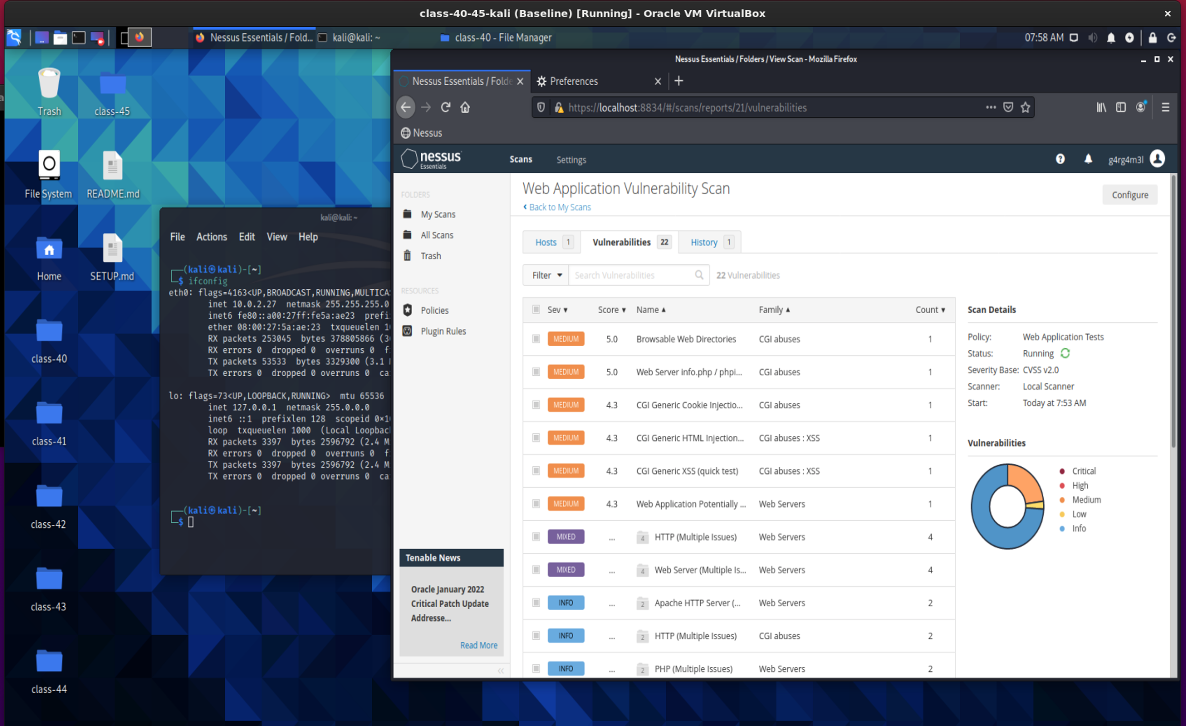 class-40-45-kali (Baseline) [Running] - Oracle VM VirtualBox
Nessus Essentials / Fold... kali@kali: ~ class-40 - File Manager 07:58 AM
Trash
class-45
File System
README.md
Home
SETUP.md
class-40
class-41
class-42
class-43
class-44
kali@kali: ~
File Actions Edit View Help
(kali㉿kali)-[~]
$ ifconfig
eth0: flags=4163<UP,BROADCAST,RUNNING,MULTICA
inet 10.0.2.27 netmask 255.255.255.0
inet6 fe80::a00:27ff:fe5a:ae23 prefi
ether 08:00:27:5a:ae:23 txqueuelen 1
RX packets 253045 bytes 378805866 (3
RX errors 0 dropped 0 overruns 0 f
TX packets 53533 bytes 3329300 (3.1
TX errors 0 dropped 0 overruns 0 ca
lo: flags=73<UP,LOOPBACK,RUNNING> mtu 65536
inet 127.0.0.1 netmask 255.0.0.0
inet6 ::1 prefixlen 128 scopeid 0×1
loop txqueuelen 1000 (Local Loopbac
RX packets 3397 bytes 2596792 (2.4 M
RX errors 0 dropped 0 overruns 0 f
TX packets 3397 bytes 2596792 (2.4 M
TX errors 0 dropped 0 overruns 0 ca
(kali㉿kali)-[~]
$
Nessus Essentials / Folders / View Scan - Mozilla Firefox
Nessus Essentials / Folde Preferences
https://localhost:8834/#/scans/reports/21/vulnerabilities
Nessus
nessus Essentials Scans Settings g4rg4m3l
FOLDERS
My Scans
All Scans
Trash
RESOURCES
Policies
Plugin Rules
Tenable News
Oracle January 2022
Critical Patch Update
Addresse...
Read More
Web Application Vulnerability Scan
Configure
Back to My Scans
Hosts 1 Vulnerabilities 22 History 1
Filter Search Vulnerabilities 22 Vulnerabilities
Sev Score Name Family Count
MEDIUM 5.0 Browsable Web Directories CGI abuses 1
MEDIUM 5.0 Web Server info.php / phpi... CGI abuses 1
MEDIUM 4.3 CGI Generic Cookie Injectio... CGI abuses 1
MEDIUM 4.3 CGI Generic HTML Injection... CGI abuses : XSS 1
MEDIUM 4.3 CGI Generic XSS (quick test) CGI abuses : XSS 1
MEDIUM 4.3 Web Application Potentially ... Web Servers 1
MIXED ... 4 HTTP (Multiple Issues) Web Servers 4
MIXED ... 4 Web Server (Multiple Is... Web Servers 4
INFO ... 2 Apache HTTP Server (... Web Servers 2
INFO ... 2 HTTP (Multiple Issues) CGI abuses 2
INFO ... 2 PHP (Multiple Issues) Web Servers 2
Scan Details
Policy: Web Application Tests
Status: Running
Severity Base: CVSS v2.0
Scanner: Local Scanner
Start: Today at 7:53 AM
Vulnerabilities
Critical
High
Medium
Low
Info